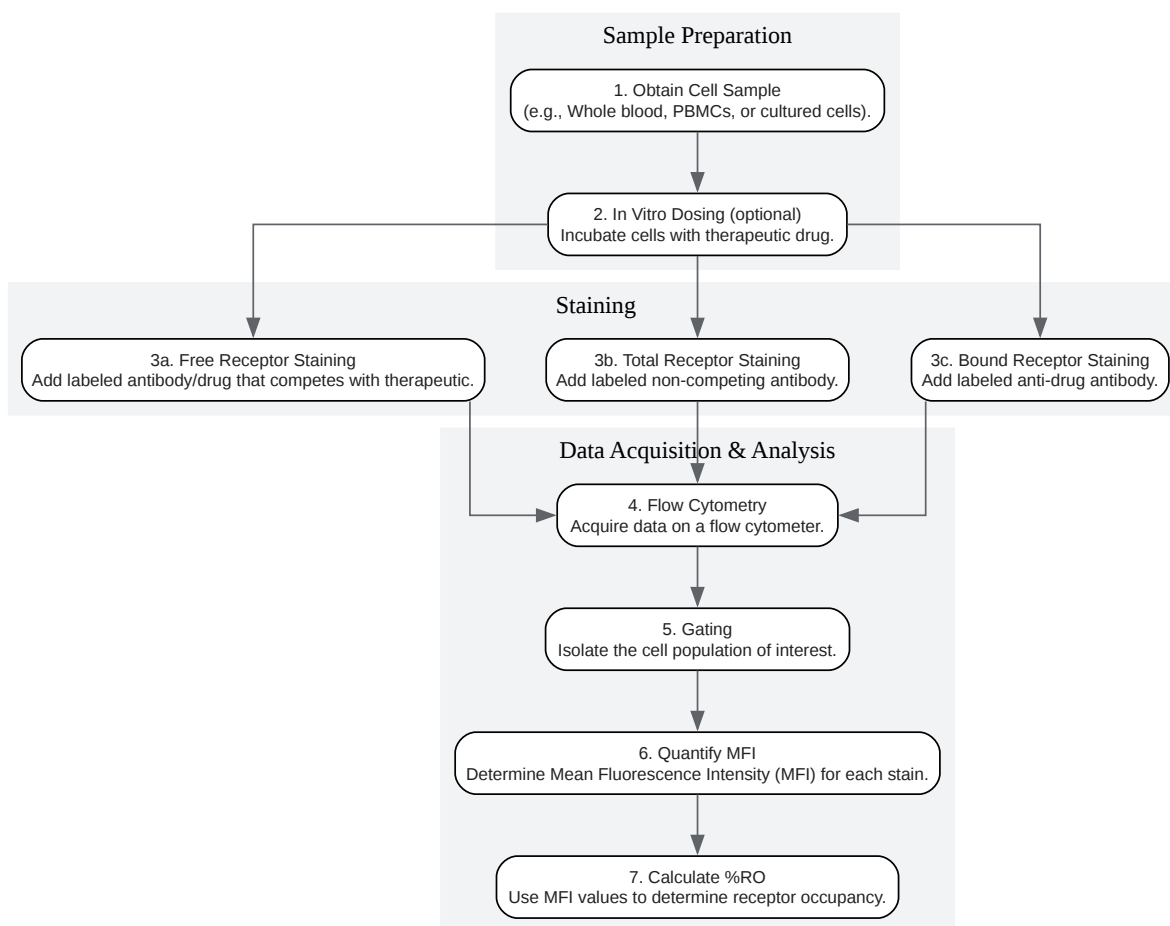 Sample Preparation
1. Obtain Cell Sample
(e.g., Whole blood, PBMCs, or cultured cells).
2. In Vitro Dosing (optional)
Incubate cells with therapeutic drug.
Staining
3a. Free Receptor Staining
Add labeled antibody/drug that competes with therapeutic.
3b. Total Receptor Staining
Add labeled non-competing antibody.
3c. Bound Receptor Staining
Add labeled anti-drug antibody.
Data Acquisition & Analysis
4. Flow Cytometry
Acquire data on a flow cytometer.
5. Gating
Isolate the cell population of interest.
6. Quantify MFI
Determine Mean Fluorescence Intensity (MFI) for each stain.
7. Calculate %RO
Use MFI values to determine receptor occupancy.